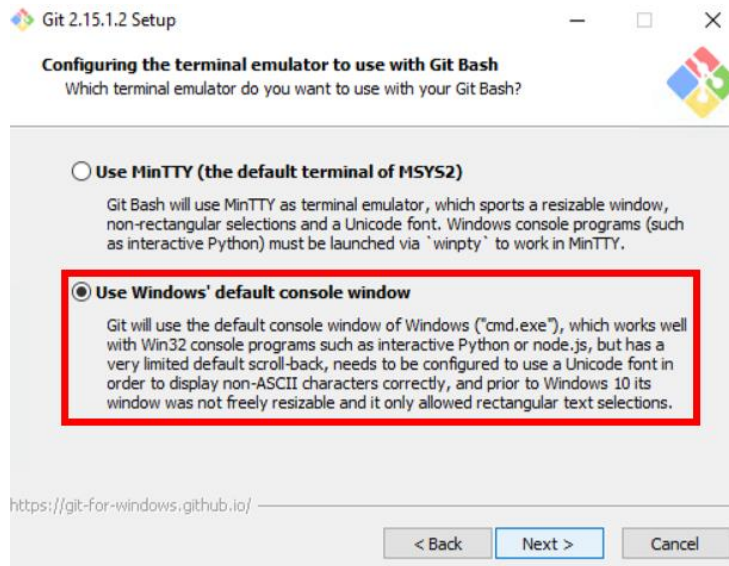 Git 2.15.1.2 Setup
Configuring the terminal emulator to use with Git Bash
Which terminal emulator do you want to use with your Git Bash?
Use MinTTY (the default terminal of MSYS2)
Git Bash will use MinTTY as terminal emulator, which sports a resizable window,
non-rectangular selections and a Unicode font. Windows console programs (such
as interactive Python) must be launched via `winpty` to work in MinTTY.
Use Windows' default console window
Git will use the default console window of Windows ("cmd.exe"), which works well
with Win32 console programs such as interactive Python or node.js, but has a
very limited default scroll-back, needs to be configured to use a Unicode font in
order to display non-ASCII characters correctly, and prior to Windows 10 its
window was not freely resizable and it only allowed rectangular text selections.
https://git-for-windows.github.io/
< Back Next > Cancel